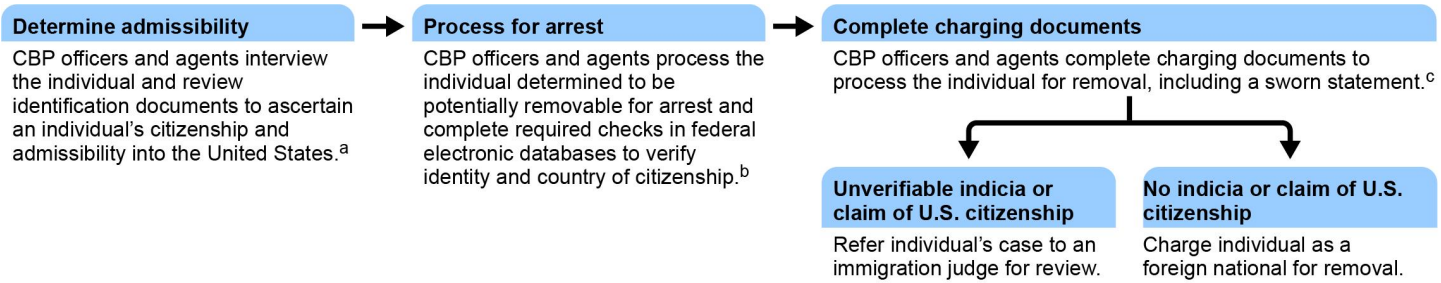 Determine admissibility
CBP officers and agents interview
the individual and review
identification documents to ascertain
an individual's citizenship and
admissibility into the United States.a
Process for arrest
CBP officers and agents process the
individual determined to be
potentially removable for arrest and
complete required checks in federal
electronic databases to verify
identity and country of citizenship.b
Complete charging documents
CBP officers and agents complete charging documents to
process the individual for removal, including a sworn statement.c
Unverifiable indicia or
claim of U.S. citizenship
Refer individual's case to an
immigration judge for review.
No indicia or claim of U.S.
citizenship
Charge individual as a
foreign national for removal.